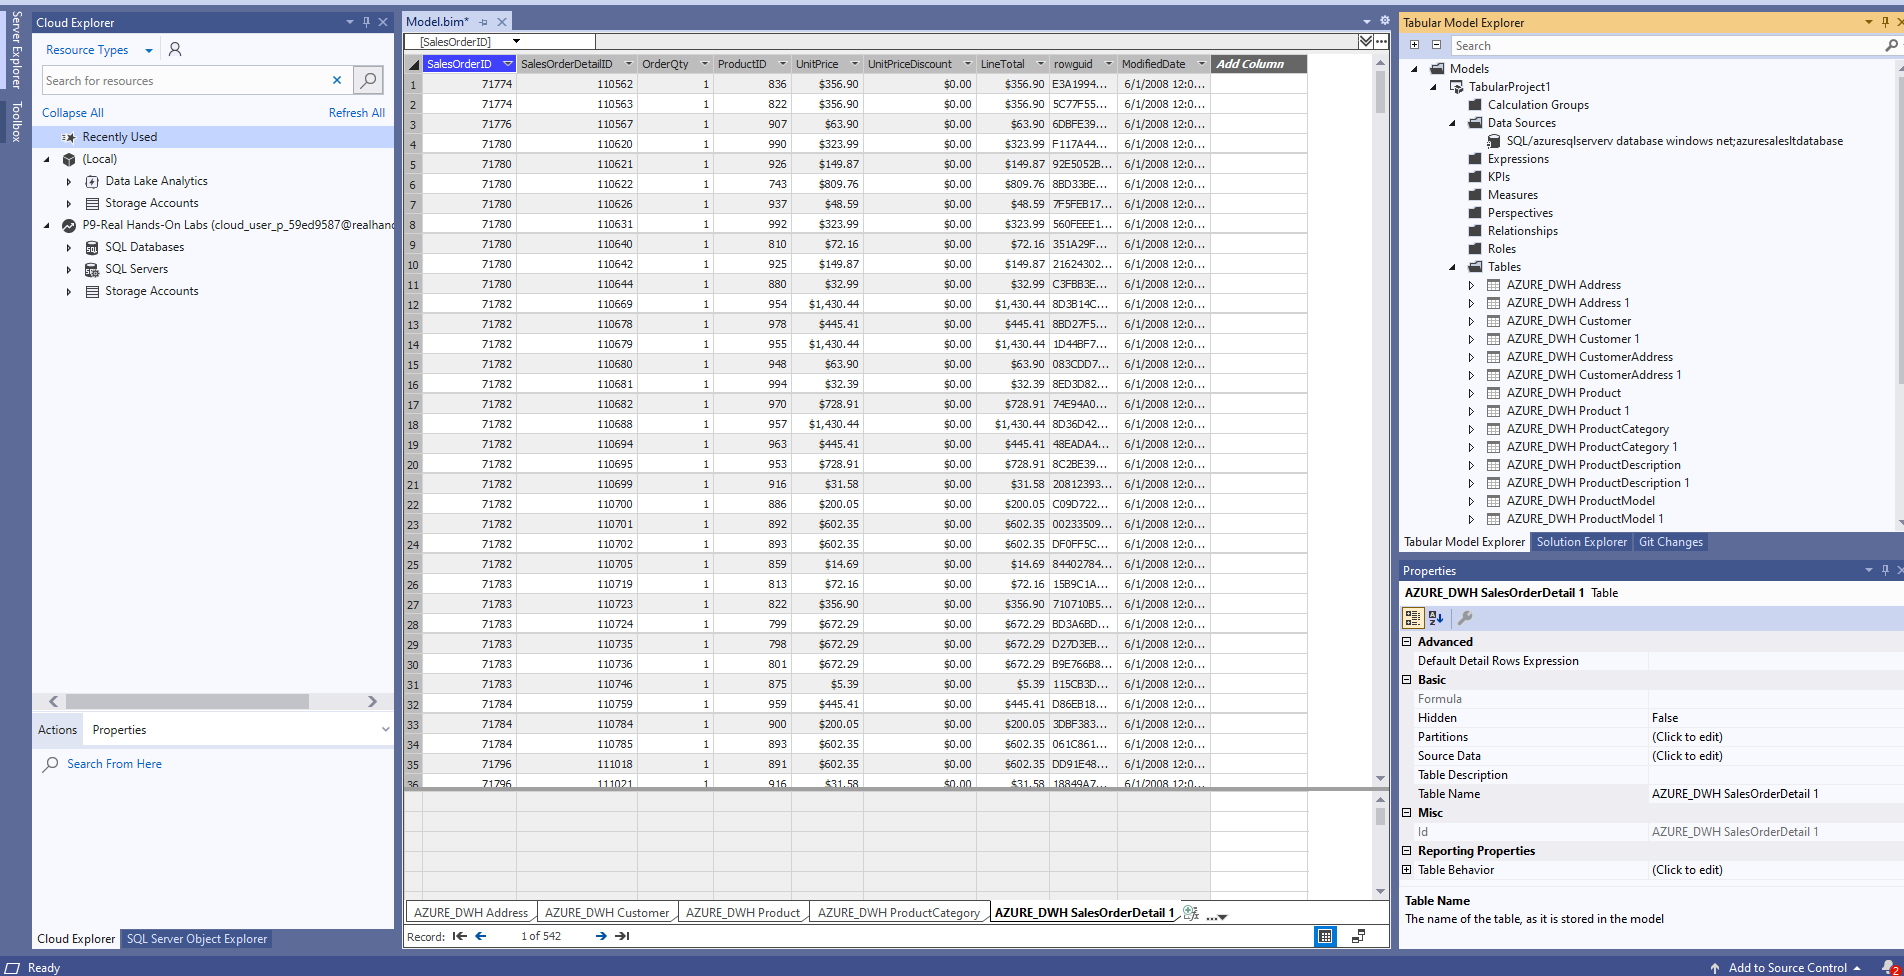 Server Explorer
Toolbox
Cloud Explorer
Resource Types
Search for resources
Collapse All Refresh All
Recently Used
(Local)
Data Lake Analytics
Storage Accounts
P9-Real Hands-On Labs (cloud_user_p_59ed9587@realhanc
SQL Databases
SQL Servers
Storage Accounts
Actions Properties
Search From Here
Cloud Explorer SQL Server Object Explorer
Model.bim*
[SalesOrderID]
SalesOrderID SalesOrderDetailID OrderQty ProductID UnitPrice UnitPriceDiscount LineTotal rowguid ModifiedDate Add Column
1 71774 110562 1 836 $356.90 $0.00 $356.90 E3A1994... 6/1/2008 12:0...
2 71774 110563 1 822 $356.90 $0.00 $356.90 5C77F55... 6/1/2008 12:0...
3 71776 110567 1 907 $63.90 $0.00 $63.90 6DBFE39... 6/1/2008 12:0...
4 71780 110620 1 990 $323.99 $0.00 $323.99 F117A44... 6/1/2008 12:0...
5 71780 110621 1 926 $149.87 $0.00 $149.87 92E5052B... 6/1/2008 12:0...
6 71780 110622 1 743 $809.76 $0.00 $809.76 8BD33BE... 6/1/2008 12:0...
7 71780 110626 1 937 $48.59 $0.00 $48.59 7F5FEB17... 6/1/2008 12:0...
8 71780 110631 1 992 $323.99 $0.00 $323.99 560FEEE1... 6/1/2008 12:0...
9 71780 110640 1 810 $72.16 $0.00 $72.16 351A29F... 6/1/2008 12:0...
10 71780 110642 1 925 $149.87 $0.00 $149.87 21624302... 6/1/2008 12:0...
11 71780 110644 1 880 $32.99 $0.00 $32.99 C3FBB3E... 6/1/2008 12:0...
12 71782 110669 1 954 $1,430.44 $0.00 $1,430.44 8D3B14C... 6/1/2008 12:0...
13 71782 110678 1 978 $445.41 $0.00 $445.41 8BD27F5... 6/1/2008 12:0...
14 71782 110679 1 955 $1,430.44 $0.00 $1,430.44 1D44BF7... 6/1/2008 12:0...
15 71782 110680 1 948 $63.90 $0.00 $63.90 083CDD7... 6/1/2008 12:0...
16 71782 110681 1 994 $32.39 $0.00 $32.39 8ED3D82... 6/1/2008 12:0...
17 71782 110682 1 970 $728.91 $0.00 $728.91 74E94A0... 6/1/2008 12:0...
18 71782 110688 1 957 $1,430.44 $0.00 $1,430.44 8D36D42... 6/1/2008 12:0...
19 71782 110694 1 963 $445.41 $0.00 $445.41 48EADA4... 6/1/2008 12:0...
20 71782 110695 1 953 $728.91 $0.00 $728.91 8C2BE39... 6/1/2008 12:0...
21 71782 110699 1 916 $31.58 $0.00 $31.58 20812393... 6/1/2008 12:0...
22 71782 110700 1 886 $200.05 $0.00 $200.05 C09D722... 6/1/2008 12:0...
23 71782 110701 1 892 $602.35 $0.00 $602.35 00233509... 6/1/2008 12:0...
24 71782 110702 1 893 $602.35 $0.00 $602.35 DF0FF5C... 6/1/2008 12:0...
25 71782 110705 1 859 $14.69 $0.00 $14.69 84402784... 6/1/2008 12:0...
26 71783 110719 1 813 $72.16 $0.00 $72.16 15B9C1A... 6/1/2008 12:0...
27 71783 110723 1 822 $356.90 $0.00 $356.90 710710B5... 6/1/2008 12:0...
28 71783 110724 1 799 $672.29 $0.00 $672.29 BD3A6BD... 6/1/2008 12:0...
29 71783 110735 1 798 $672.29 $0.00 $672.29 D27D3EB... 6/1/2008 12:0...
30 71783 110736 1 801 $672.29 $0.00 $672.29 B9E766B8... 6/1/2008 12:0...
31 71783 110746 1 875 $5.39 $0.00 $5.39 115CB3D... 6/1/2008 12:0...
32 71784 110759 1 959 $445.41 $0.00 $445.41 D86EB18... 6/1/2008 12:0...
33 71784 110784 1 900 $200.05 $0.00 $200.05 3DBF383... 6/1/2008 12:0...
34 71784 110785 1 893 $602.35 $0.00 $602.35 061C861... 6/1/2008 12:0...
35 71796 111018 1 891 $602.35 $0.00 $602.35 DD91E48... 6/1/2008 12:0...
36 71796 111021 1 916 $31.58 $0.00 $31.58 18849A7... 6/1/2008 12:0...
AZURE_DWH Address AZURE_DWH Customer AZURE_DWH Product AZURE_DWH ProductCategory AZURE_DWH SalesOrderDetail 1 ...
Record: 1 of 542
Tabular Model Explorer
Search
Models
TabularProject1
Calculation Groups
Data Sources
SQL/azuresqlserverv database windows net;azuresalesltdatabase
Expressions
KPIs
Measures
Perspectives
Relationships
Roles
Tables
AZURE_DWH Address
AZURE_DWH Address 1
AZURE_DWH Customer
AZURE_DWH Customer 1
AZURE_DWH CustomerAddress
AZURE_DWH CustomerAddress 1
AZURE_DWH Product
AZURE_DWH Product 1
AZURE_DWH ProductCategory
AZURE_DWH ProductCategory 1
AZURE_DWH ProductDescription
AZURE_DWH ProductDescription 1
AZURE_DWH ProductModel
AZURE_DWH ProductModel 1
Tabular Model Explorer Solution Explorer Git Changes
Properties
AZURE_DWH SalesOrderDetail 1 Table
Advanced
Default Detail Rows Expression
Basic
Formula
Hidden False
Partitions (Click to edit)
Source Data (Click to edit)
Table Description
Table Name AZURE_DWH SalesOrderDetail 1
Misc
Id AZURE_DWH SalesOrderDetail 1
Reporting Properties
Table Behavior (Click to edit)
Table Name
The name of the table, as it is stored in the model
Ready
Add to Source Control
2